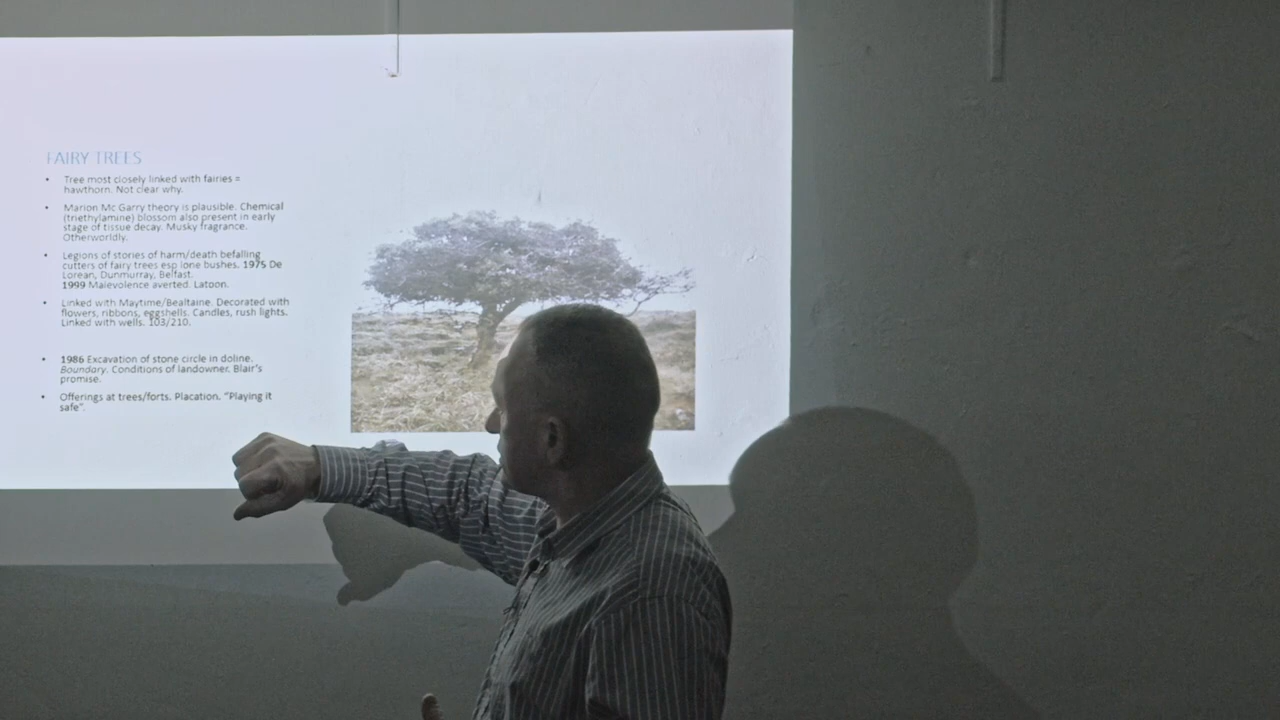 FAIRY TREES
• Tree most closely linked with fairies =
hawthorn. Not clear why.
• Marion Mc Garry theory is plausible. Chemical
(triethylamine) blossom also present in early
stage of tissue decay. Musky fragrance.
Otherworldly.
• Legions of stories of harm/death befalling
cutters of fairy trees esp lone bushes. 1975 De
Lorean, Dunmurray, Belfast.
1999 Malevolence averted. Latoon.
• Linked with Maytime/Bealtaine. Decorated with
flowers, ribbons, eggshells. Candles, rush lights.
Linked with wells. 103/210.
• 1986 Excavation of stone circle in doline.
Boundary. Conditions of landowner. Blair's
promise.
• Offerings at trees/forts. Placation. "Playing it
safe".